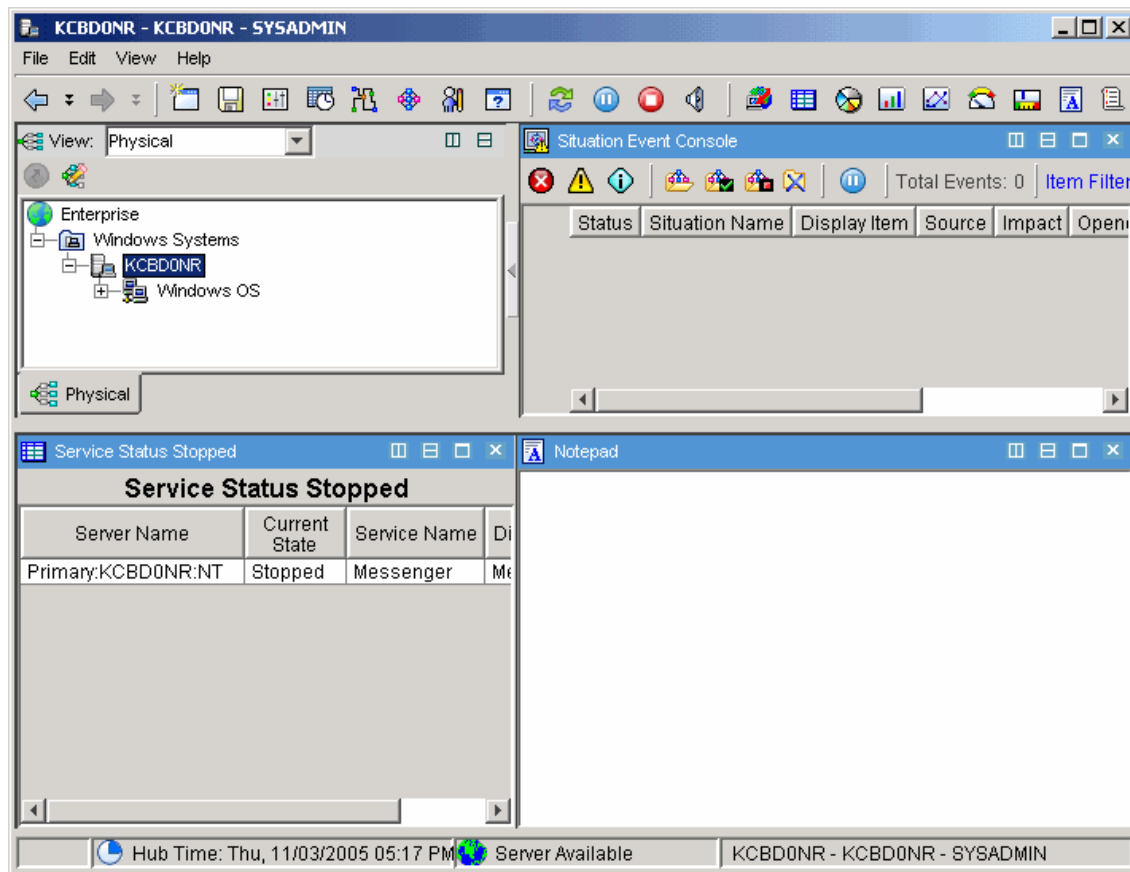 KCBD0NR - KCBD0NR - SYSADMIN
File Edit View Help
View: Physical
Enterprise
Windows Systems
KCBD0NR
Windows OS
Physical
Situation Event Console
Total Events: 0 Item Filter
Status Situation Name Display Item Source Impact Open
Service Status Stopped
Service Status Stopped
Server Name Current State Service Name Di
Primary:KCBD0NR:NT Stopped Messenger Me
Notepad
Hub Time: Thu, 11/03/2005 05:17 PM Server Available KCBD0NR - KCBD0NR - SYSADMIN